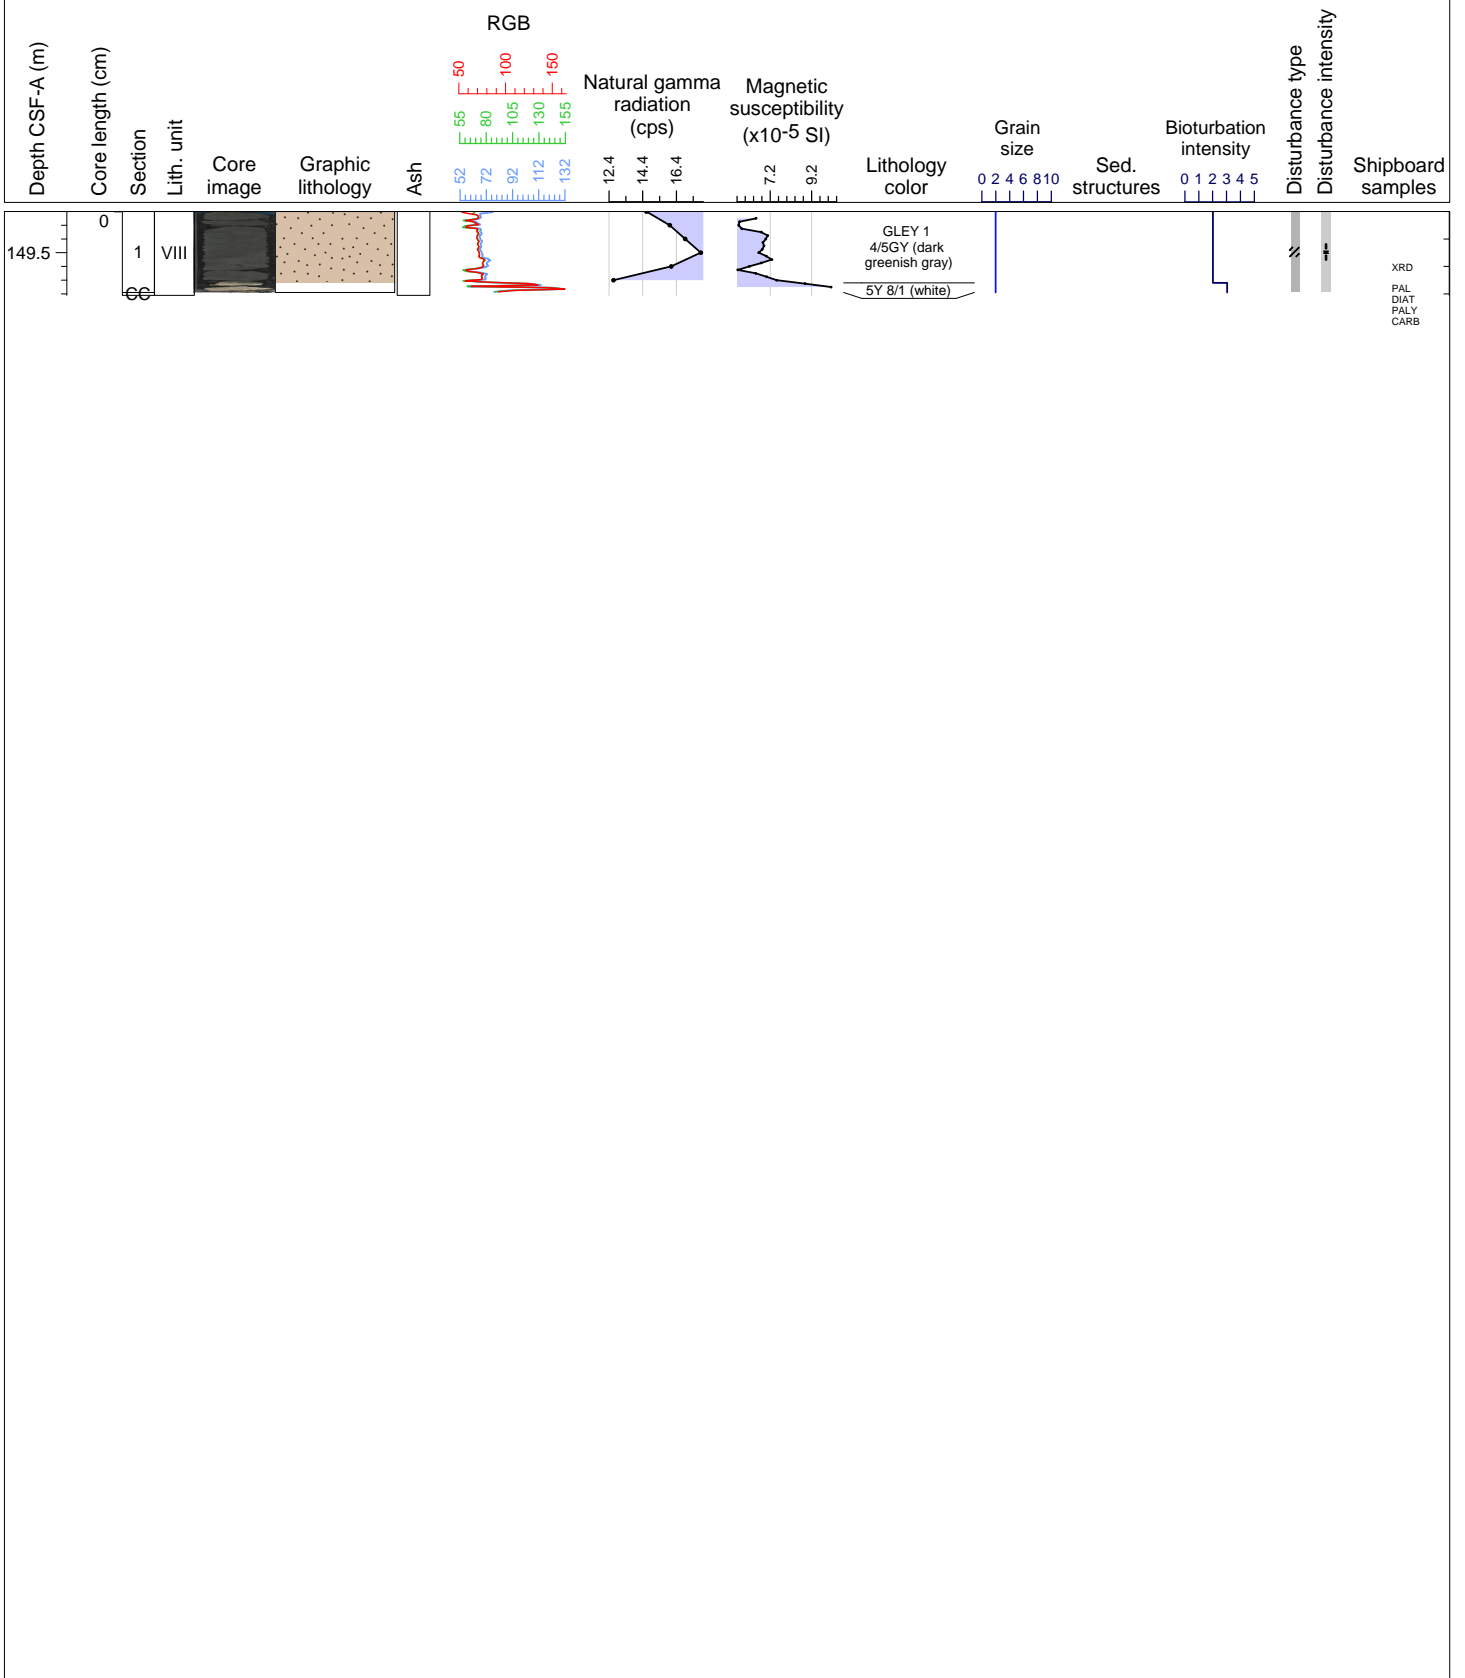 Depth CSF-A (m)
Core length (cm)
Section
Lith. unit
Core
image
Graphic
lithology
Ash
RGB
50 100 150
55 80 105 130 155
52 72 92 112 132
Natural gamma
radiation
(cps)
12.4 14.4 16.4
Magnetic
susceptibility
(x10-5 SI)
7.2 9.2
Lithology
color
Grain
size
0 2 4 6 8 10
Sed.
structures
Bioturbation
intensity
0 1 2 3 4 5
Disturbance type
Disturbance intensity
Shipboard
samples
0
149.5
1
VIII
CC
GLEY 1
4/5GY (dark
greenish gray)
5Y 8/1 (white)
XRD
PAL
DIAT
PALY
CARB